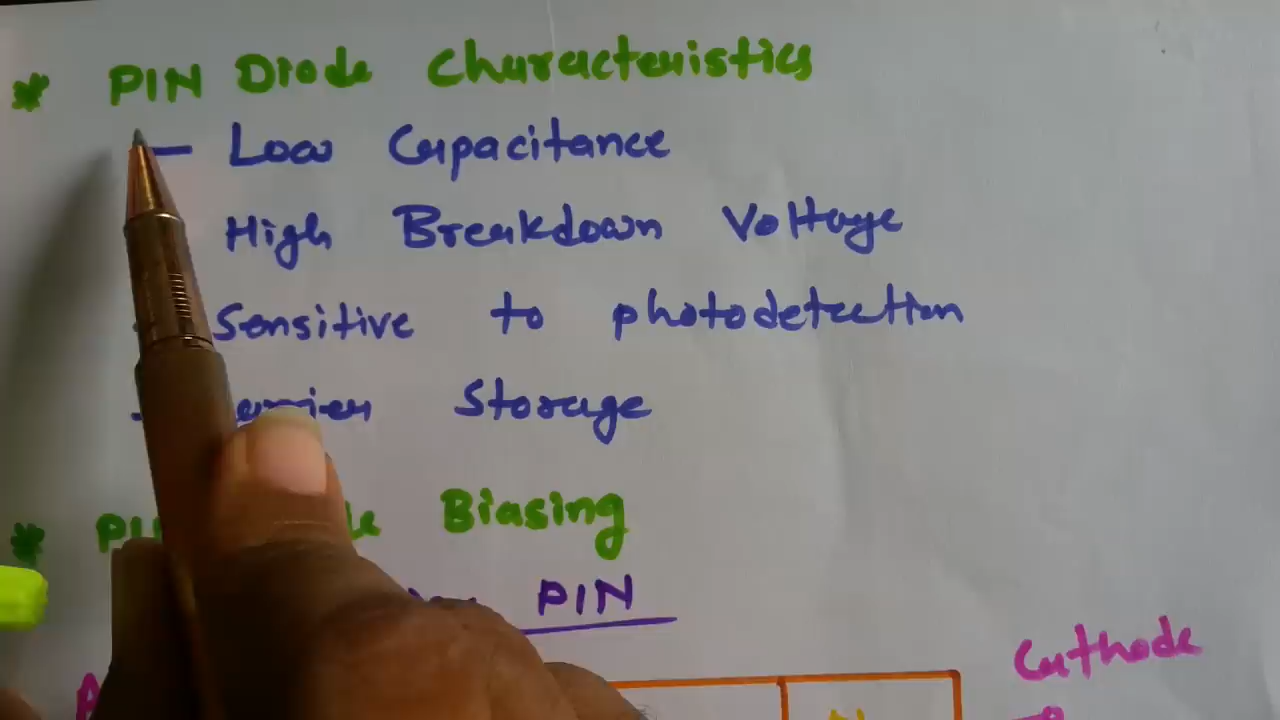 * PIN Diode Characteristics
- Low Capacitance
High Breakdown Voltage
Sensitive to photodetection
Storage
* Biasing
PIN
Cathode